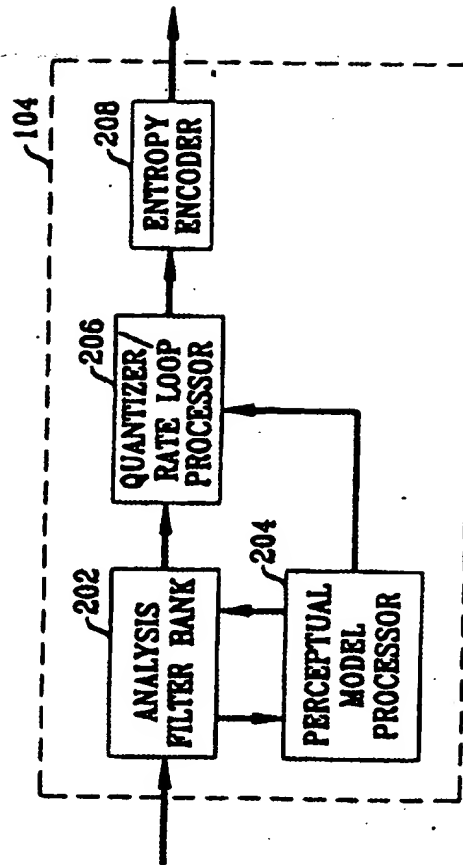 104
202
ANALYSIS
FILTER BANK
204
PERCEPTUAL
MODEL
PROCESSOR
206
QUANTIZER/
RATE LOOP
PROCESSOR
208
ENTROPY
ENCODER